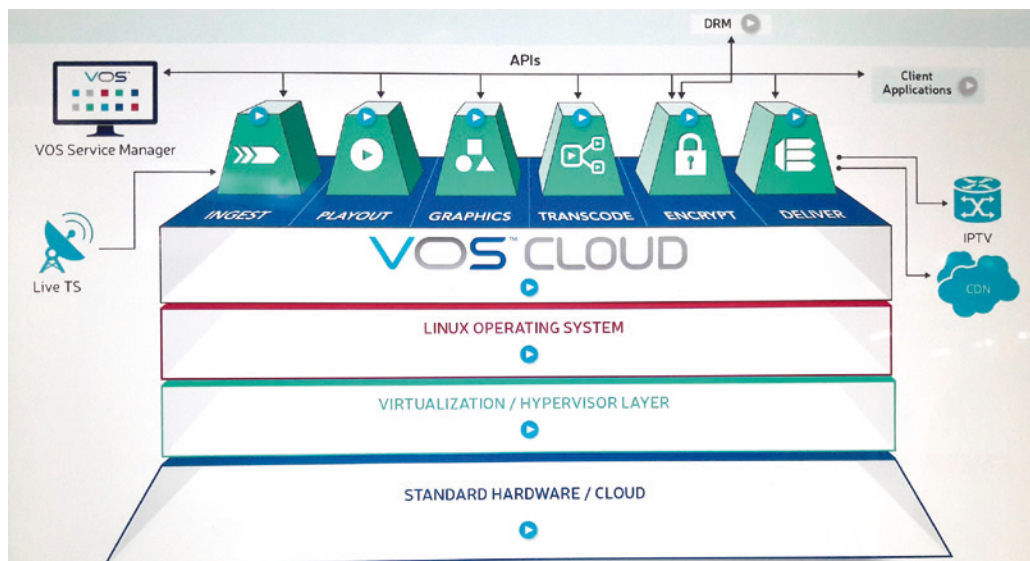 DRM
APIs
VOS
Client
Applications
VOS Service Manager
INGEST
PLAYOUT
GRAPHICS
TRANSCODE
ENCRYPT
DELIVER
IPTV
Live TS
CDN
VOS™ CLOUD
LINUX OPERATING SYSTEM
VIRTUALIZATION / HYPERVISOR LAYER
STANDARD HARDWARE / CLOUD